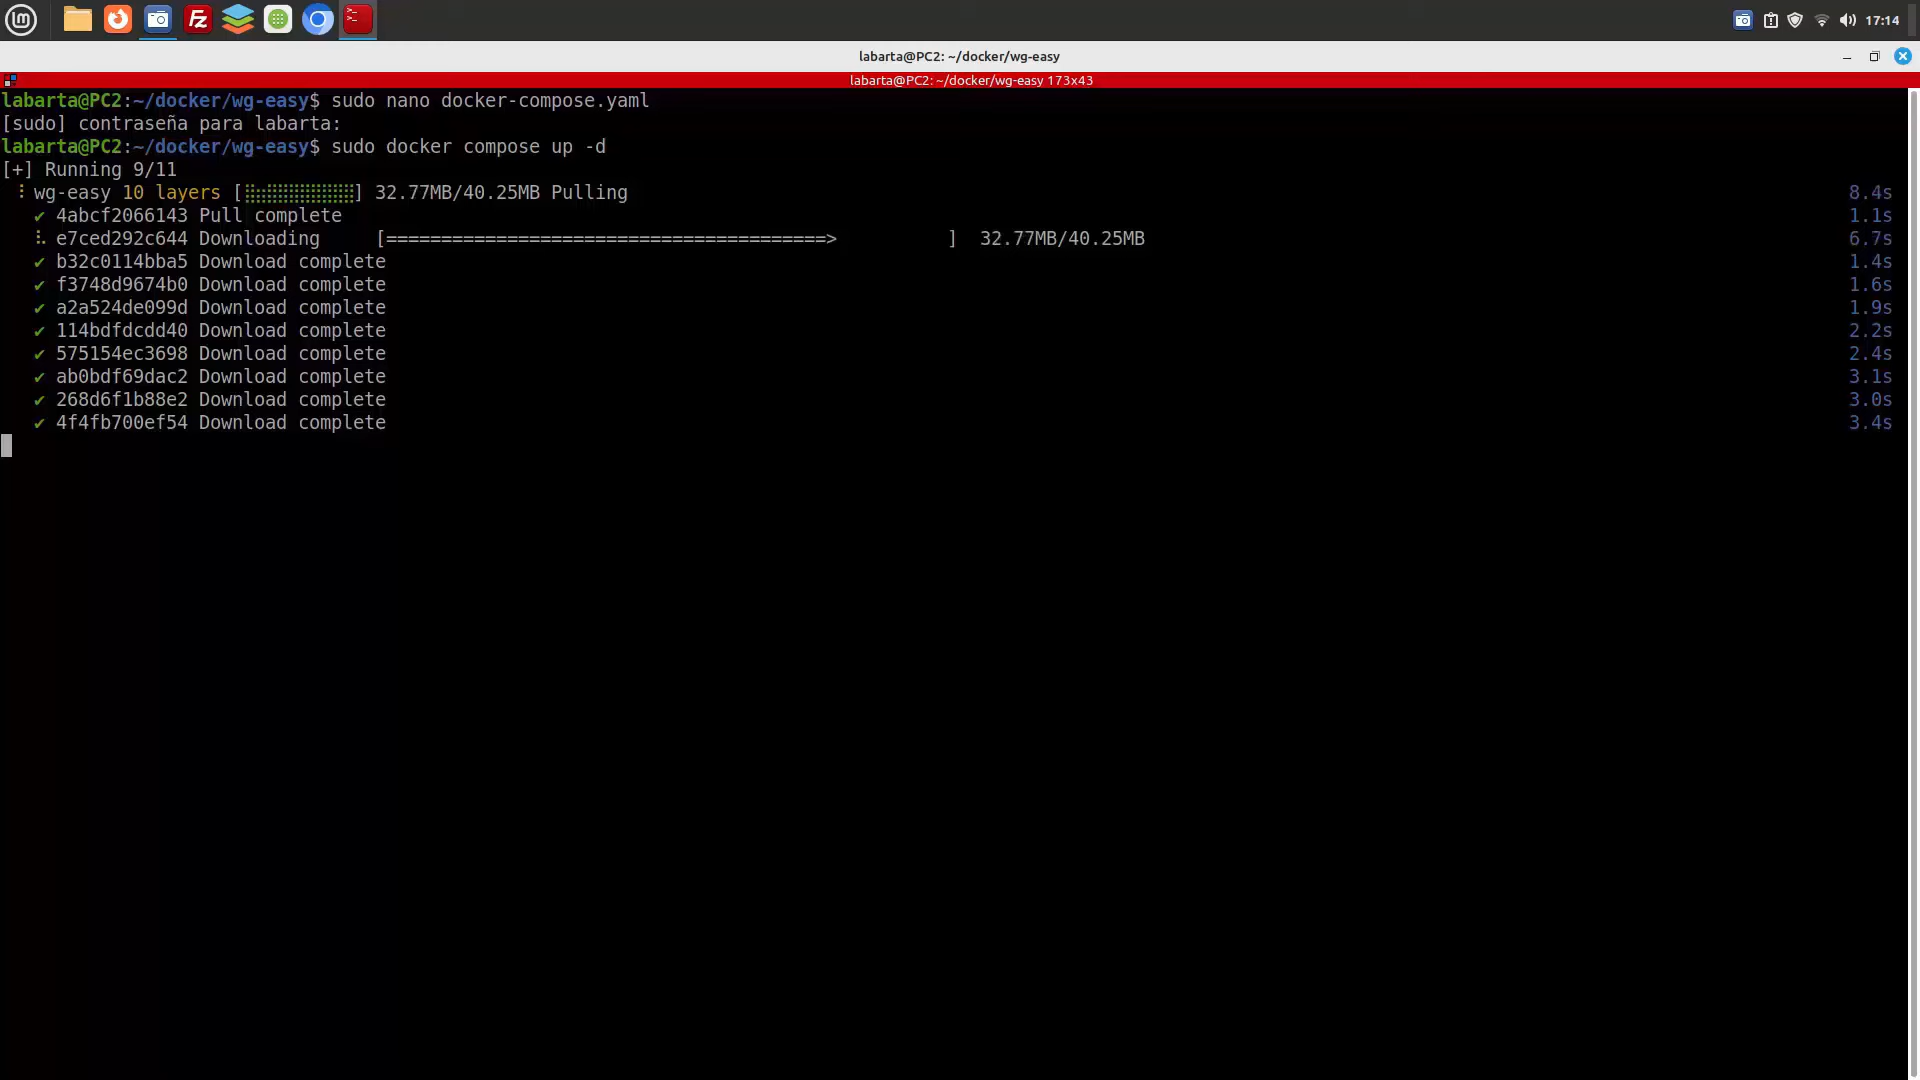 17:14
labarta@PC2: ~/docker/wg-easy
labarta@PC2: ~/docker/wg-easy 173x43
labarta@PC2:~/docker/wg-easy$ sudo nano docker-compose.yaml
[sudo] contraseña para labarta:
labarta@PC2:~/docker/wg-easy$ sudo docker compose up -d
[+] Running 9/11
wg-easy 10 layers [⣿⣶⣿⣿⣿⣿⣿⣿⣿⣿] 32.77MB/40.25MB Pulling 8.4s
✔ 4abcf2066143 Pull complete 1.1s
e7ced292c644 Downloading [========================================> ] 32.77MB/40.25MB 6.7s
✔ b32c0114bba5 Download complete 1.4s
✔ f3748d9674b0 Download complete 1.6s
✔ a2a524de099d Download complete 1.9s
✔ 114bdfdcdd40 Download complete 2.2s
✔ 575154ec3698 Download complete 2.4s
✔ ab0bdf69dac2 Download complete 3.1s
✔ 268d6f1b88e2 Download complete 3.0s
✔ 4f4fb700ef54 Download complete 3.4s